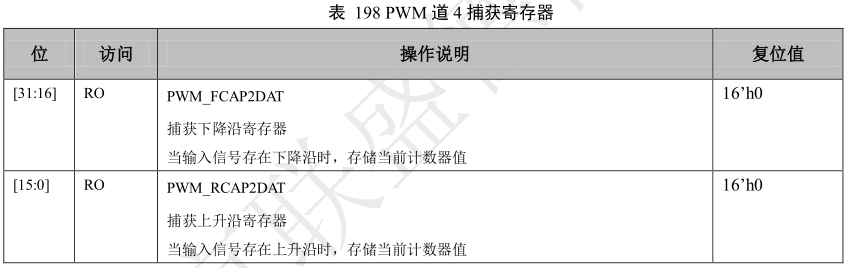 表 198 PWM 道 4 捕获寄存器
位 访问 操作说明 复位值
[31:16] RO PWM_FCAP2DAT 16’h0
捕获下降沿寄存器
当输入信号存在下降沿时，存储当前计数器值
[15:0] RO PWM_RCAP2DAT 16’h0
捕获上升沿寄存器
当输入信号存在上升沿时，存储当前计数器值
联盛